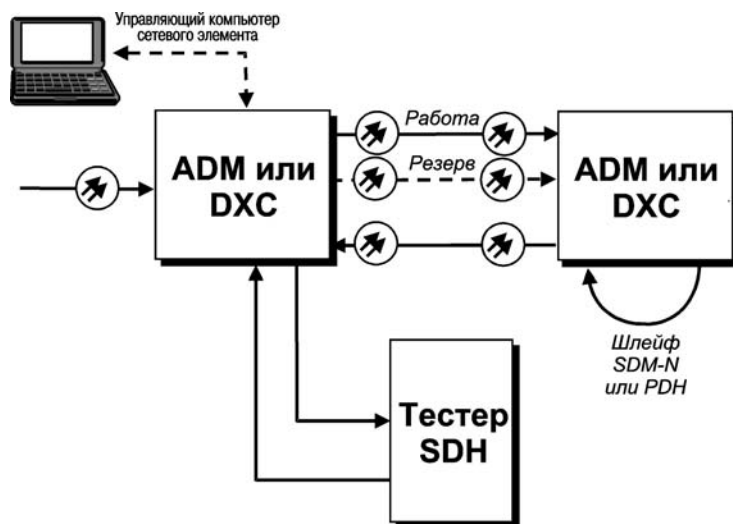 Управляющий компьютер
сетевого элемента
Работа
Резерв
ADM или
DXC
ADM или
DXC
Шлейф
SDM-N
или PDH
Тестер
SDH